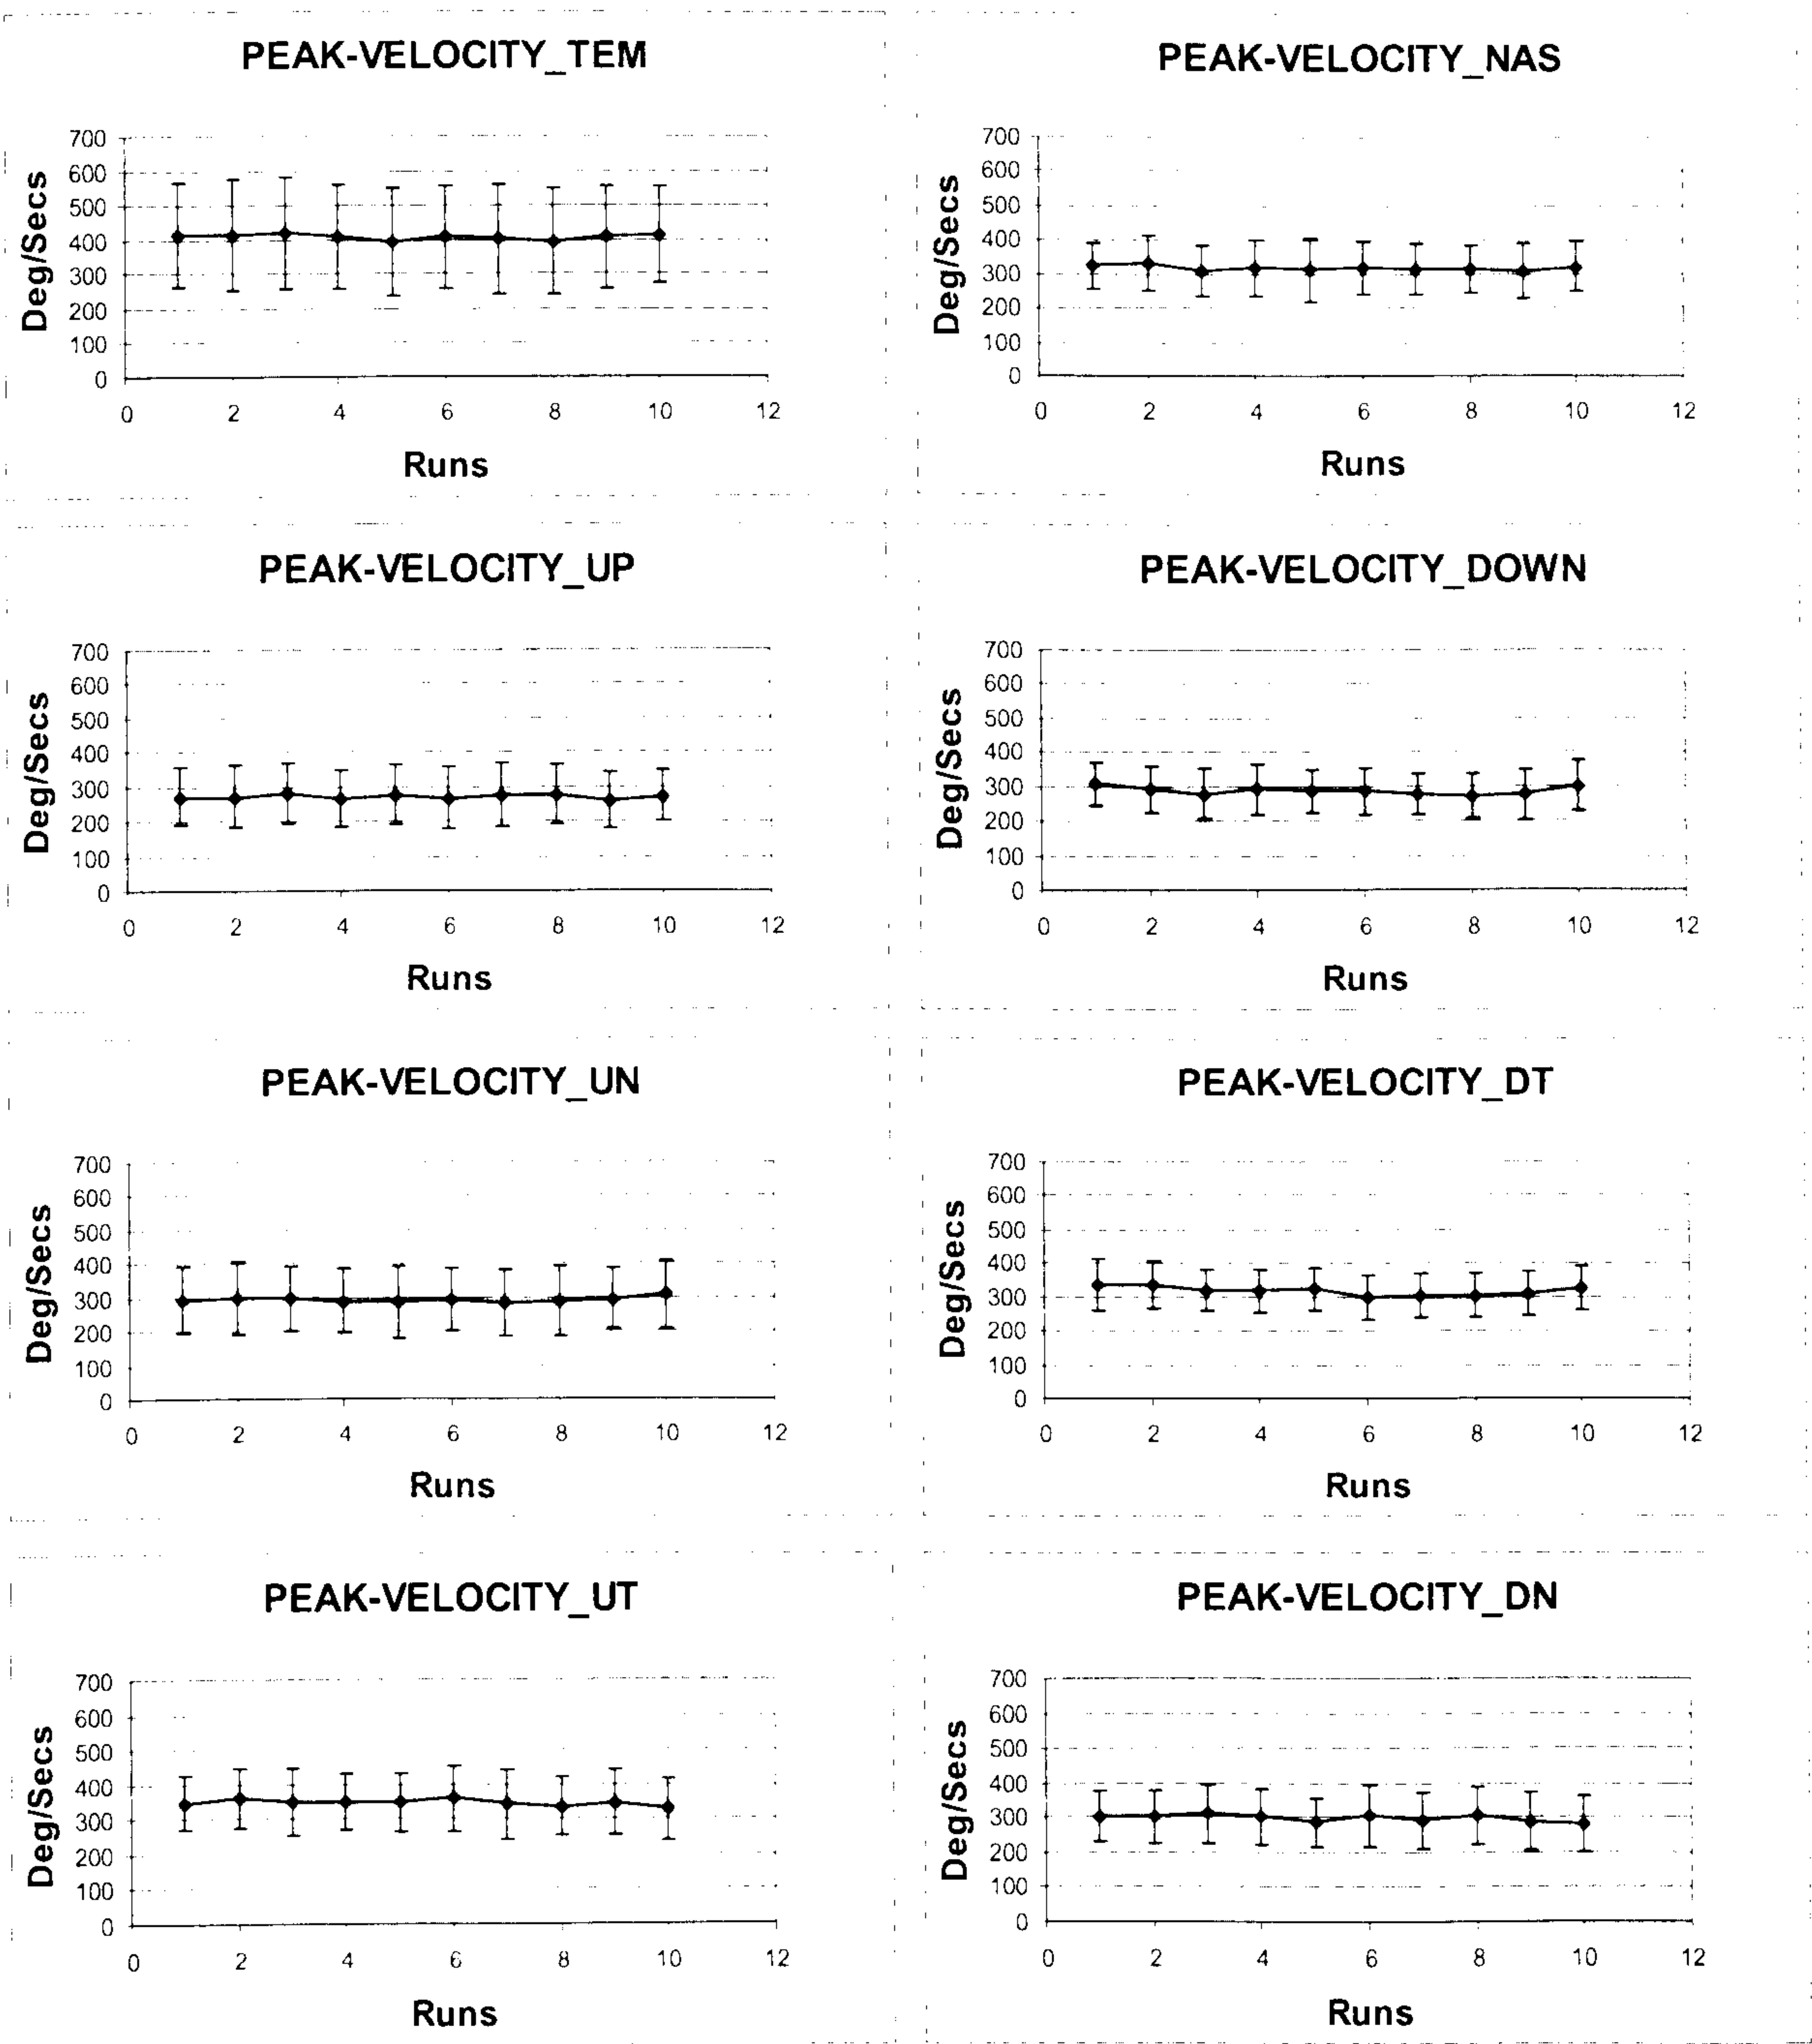 PEAK-VELOCITY_TEM
700
600
500
400
300
200
100
0
0 2 4 6 8 10 12
Deg/Secs
Runs
PEAK-VELOCITY_NAS
700
600
500
400
300
200
100
0
0 2 4 6 8 10 12
Deg/Secs
Runs
PEAK-VELOCITY_UP
700
600
500
400
300
200
100
0
0 2 4 6 8 10 12
Deg/Secs
Runs
PEAK-VELOCITY_DOWN
700
600
500
400
300
200
100
0
0 2 4 6 8 10 12
Deg/Secs
Runs
PEAK-VELOCITY_UN
700
600
500
400
300
200
100
0
0 2 4 6 8 10 12
Deg/Secs
Runs
PEAK-VELOCITY_DT
700
600
500
400
300
200
100
0
0 2 4 6 8 10 12
Deg/Secs
Runs
PEAK-VELOCITY_UT
700
600
500
400
300
200
100
0
0 2 4 6 8 10 12
Deg/Secs
Runs
PEAK-VELOCITY_DN
700
600
500
400
300
200
100
0
0 2 4 6 8 10 12
Deg/Secs
Runs